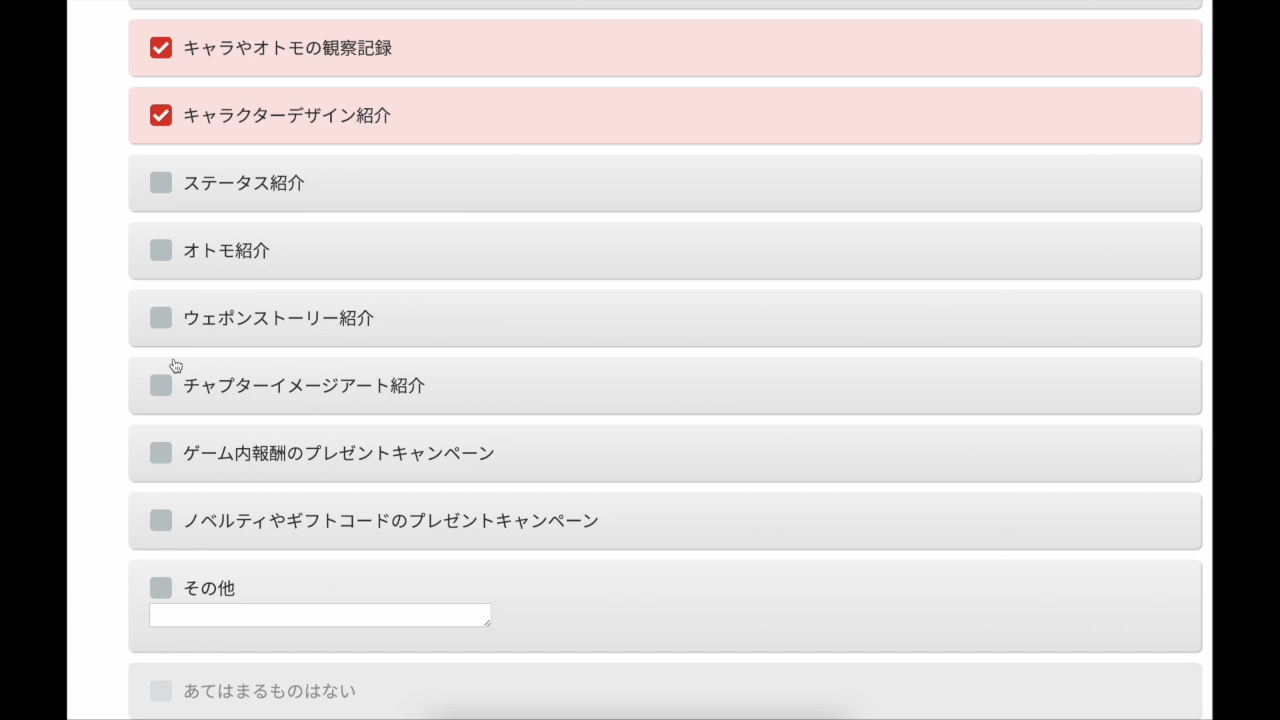 キャラやオトモの観察記録
キャラクターデザイン紹介
ステータス紹介
オトモ紹介
ウェポンストーリー紹介
チャプターイメージアート紹介
ゲーム内報酬のプレゼントキャンペーン
ノベルティやギフトコードのプレゼントキャンペーン
その他
あてはまるものはない